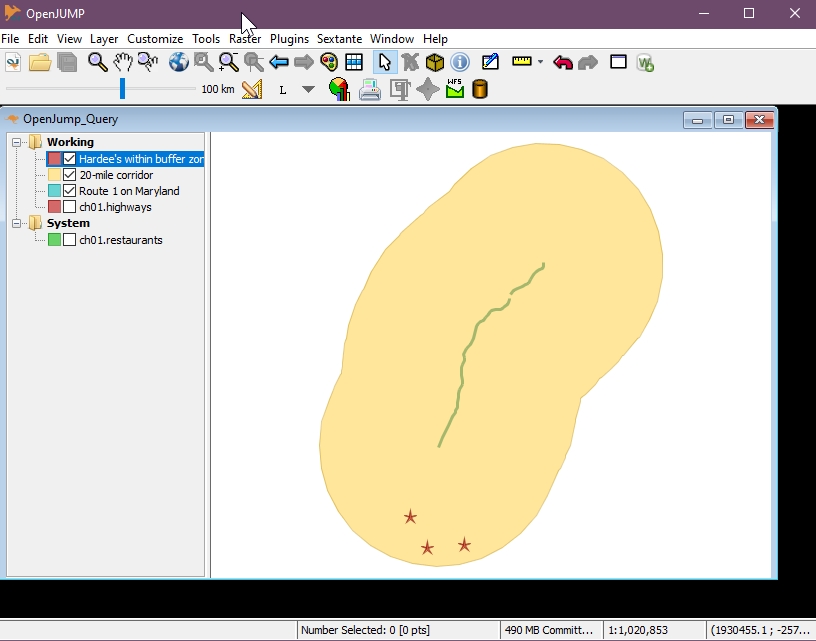 OpenJUMP
File Edit View Layer Customize Tools Raster Plugins Sextante Window Help
100 km L WFS
OpenJump_Query
Working
Hardee's within buffer zor
20-mile corridor
Route 1 on Maryland
ch01.highways
System
ch01.restaurants
Number Selected: 0 [0 pts] 490 MB Committ... 1:1,020,853 (1930455.1 ; -257...